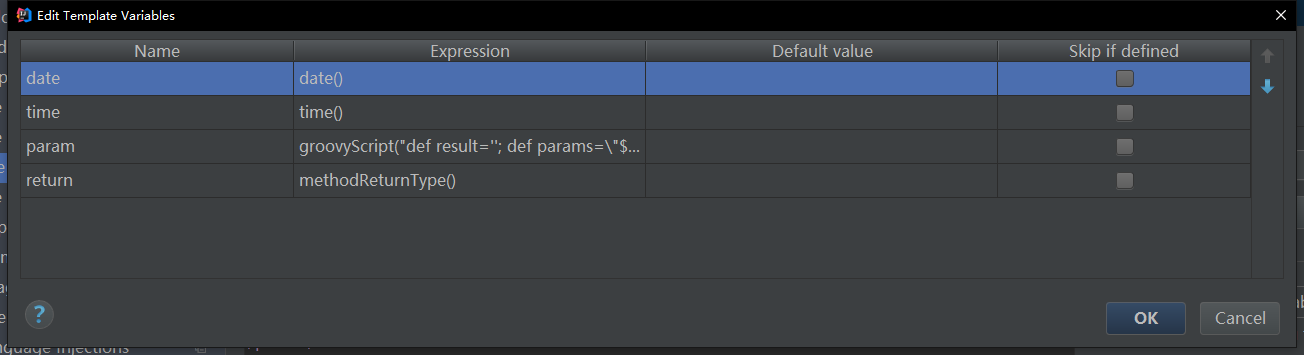 Edit Template Variables
Name Expression Default value Skip if defined
date date()
time time()
param groovyScript("def result=''; def params=\"$...
return methodReturnType()
?
OK Cancel